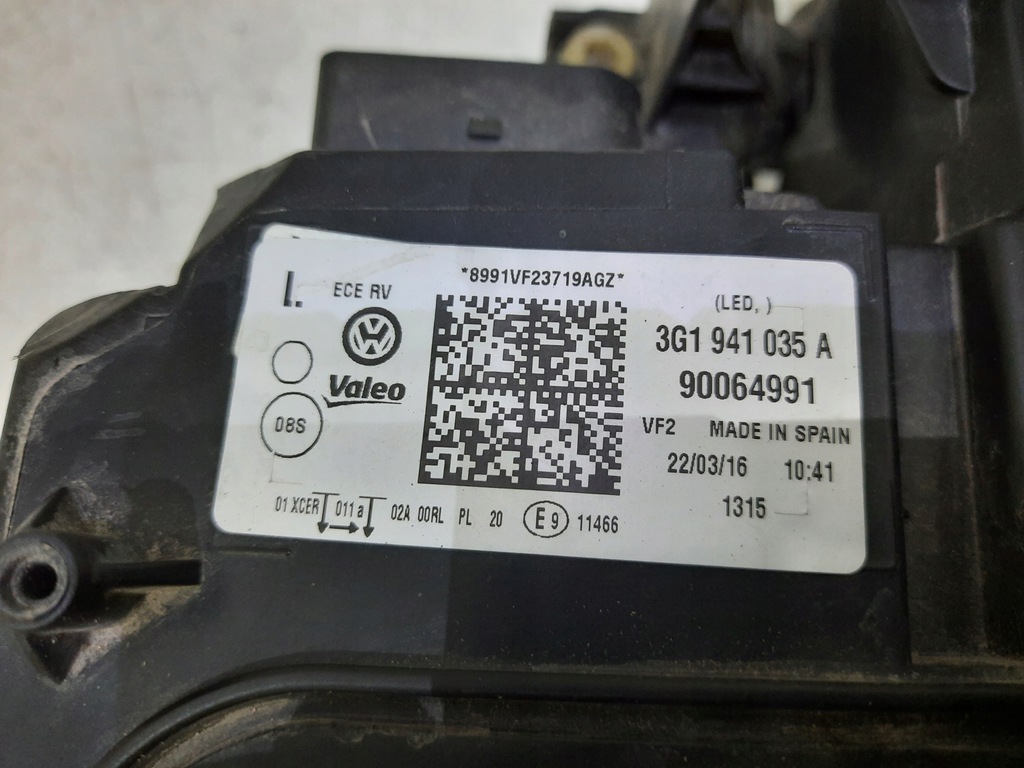 *8991VF23719AGZ*
L
ECE RV
(LED, )
3G1 941 035 A
Valeo
90064991
08S
VF2 MADE IN SPAIN
22/03/16 10:41
1315
01 XCER 011 a 02A 00RL PL 20 E9 11466